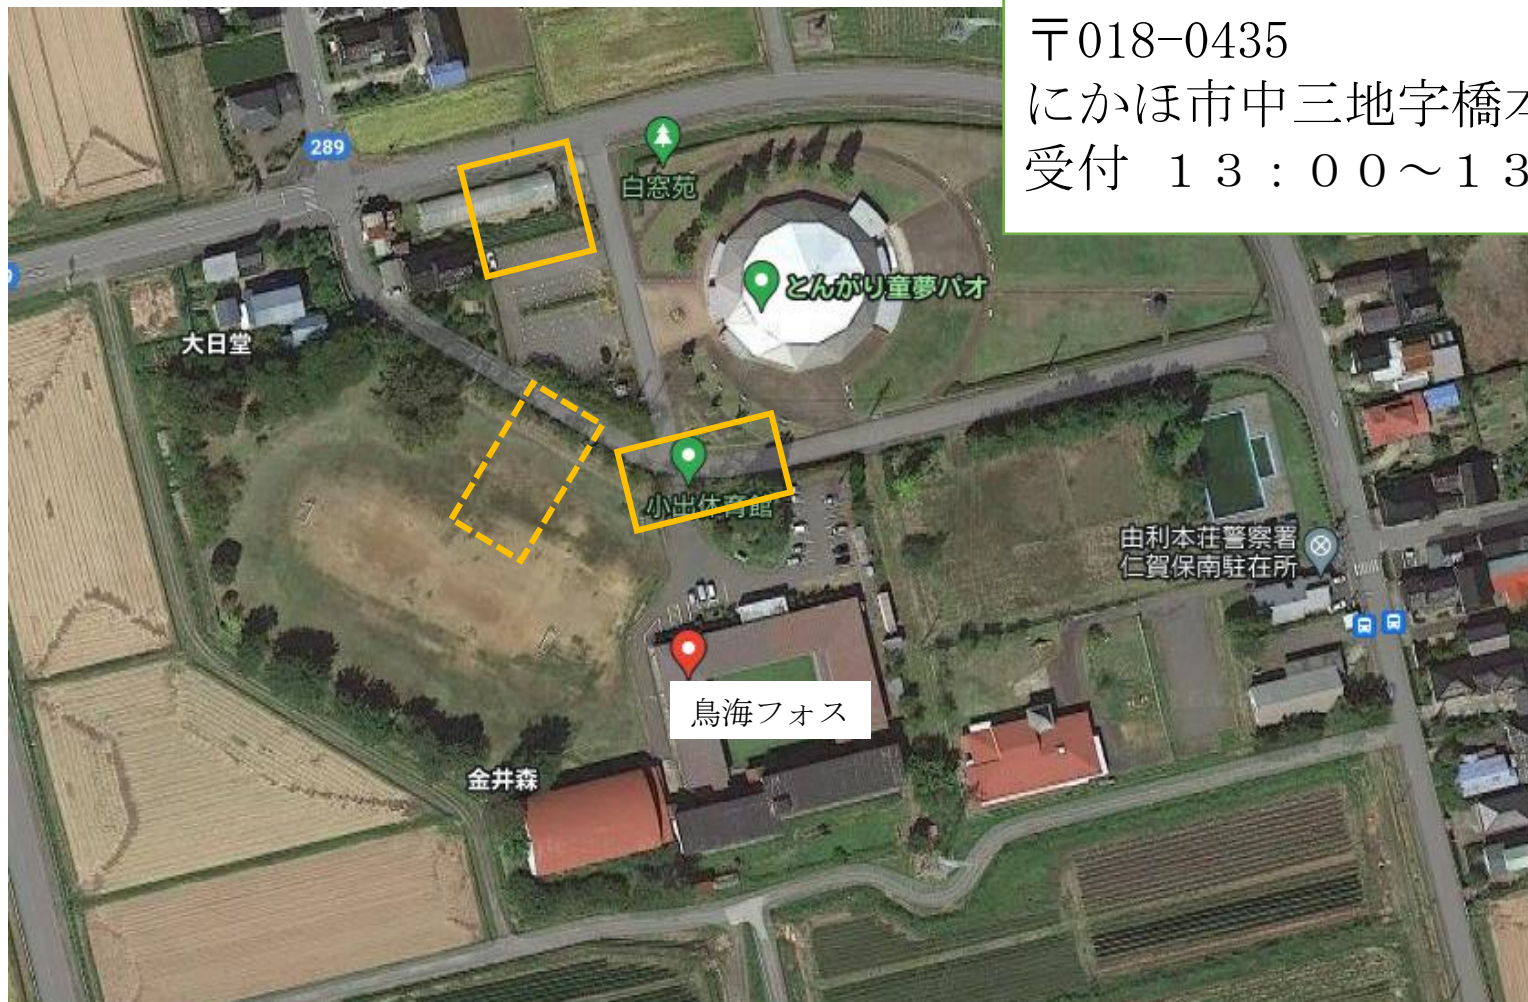 〒018-0435
にかほ市中三地字橋本
受付 １３：００～１３
289
白窓苑
とんがり童夢パオ
大日堂
小出体育館
由利本荘警察署
仁賀保南駐在所
鳥海フォス
金井森